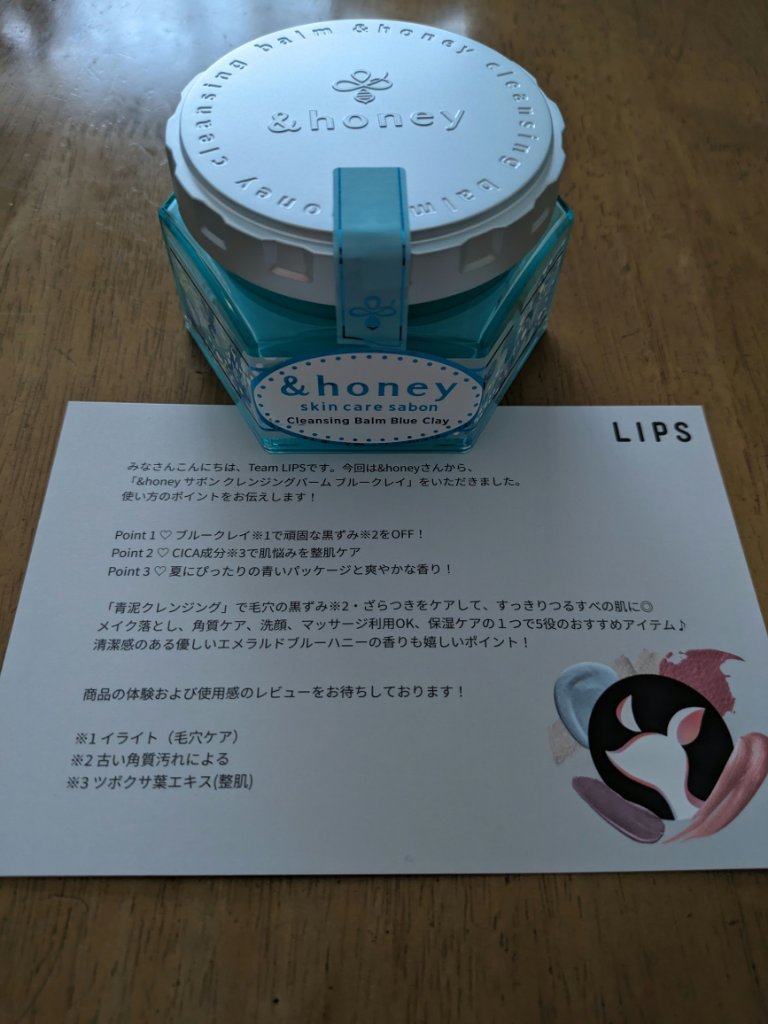 &honey cleansing balm &honey cleansing balm
&honey
&honey
skin care sabon
Cleansing Balm Blue Clay
LIPS
みなさんこんにちは、Team LIPSです。今回は&honeyさんから、
「&honey サボン クレンジングバーム ブルークレイ」をいただきました。
使い方のポイントをお伝えします！
Point 1 ♡ ブルークレイ※1で頑固な黒ずみ※2をOFF！
Point 2 ♡ CICA成分※3で肌悩みを整肌ケア
Point 3 ♡ 夏にぴったりの青いパッケージと爽やかな香り！
「青泥クレンジング」で毛穴の黒ずみ※2・ざらつきをケアして、すっきりつるすべの肌に◎
メイク落とし、角質ケア、洗顔、マッサージ利用OK、保湿ケアの１つで5役のおすすめアイテム♪
清潔感のある優しいエメラルドブルーハニーの香りも嬉しいポイント！
商品の体験および使用感のレビューをお待ちしております！
※1 イライト（毛穴ケア）
※2 古い角質汚れによる
※3 ツボクサ葉エキス(整肌)